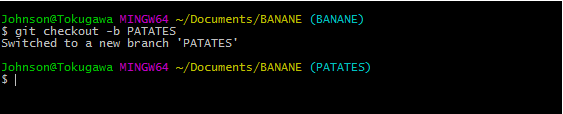 Johnson@Tokugawa MINGW64 ~/Documents/BANANE (BANANE)
$ git checkout -b PATATES
Switched to a new branch 'PATATES'
Johnson@Tokugawa MINGW64 ~/Documents/BANANE (PATATES)
$